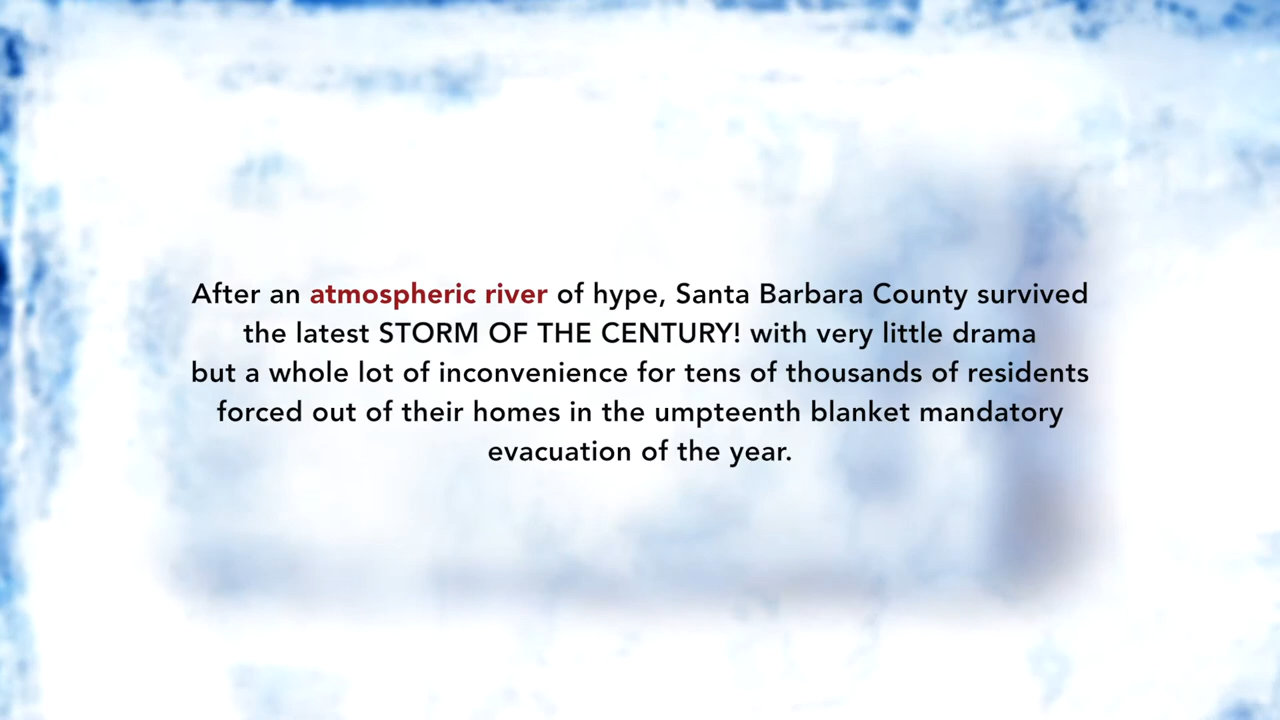 After an atmospheric river of hype, Santa Barbara County survived
the latest STORM OF THE CENTURY! with very little drama
but a whole lot of inconvenience for tens of thousands of residents
forced out of their homes in the umpteenth blanket mandatory
evacuation of the year.